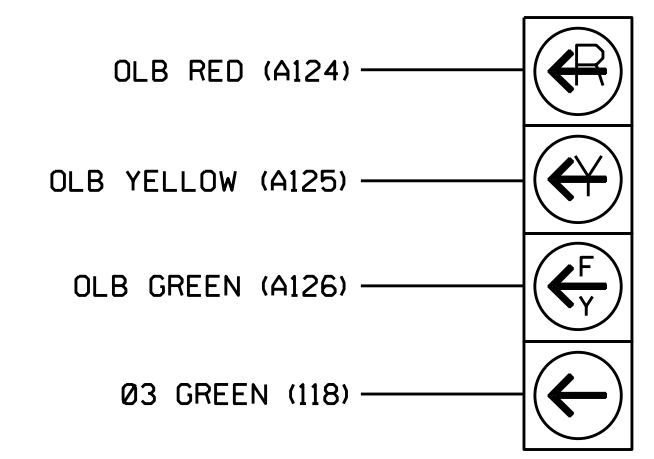 OLB RED (A124)
R
OLB YELLOW (A125)
Y
OLB GREEN (A126)
F
Y
Ø3 GREEN (118)